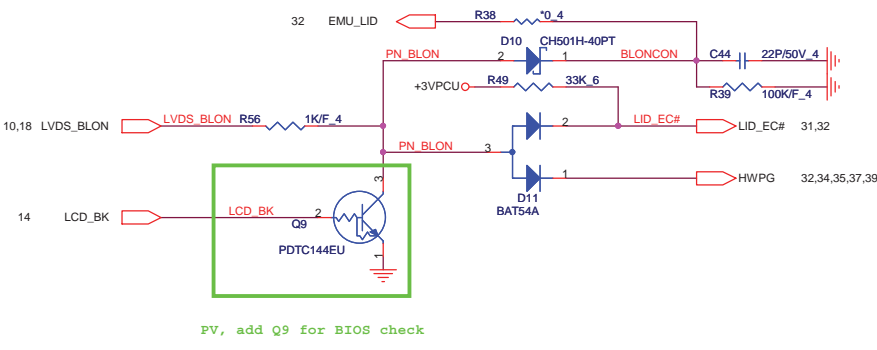 32 EMU_LID R38 *0_4
D10 CH501H-40PT
PN_BLON 2 1 BLONCON C44 22P/50V_4
+3VPCU R49 33K_6 R39 100K/F_4
10,18 LVDS_BLON LVDS_BLON R56 1K/F_4 2 LID_EC# LID_EC# 31,32
PN_BLON 3
3 1 HWPG 32,34,35,37,39
D11
BAT54A
14 LCD_BK LCD_BK 2
Q9
PDTC144EU 1
PV, add Q9 for BIOS check